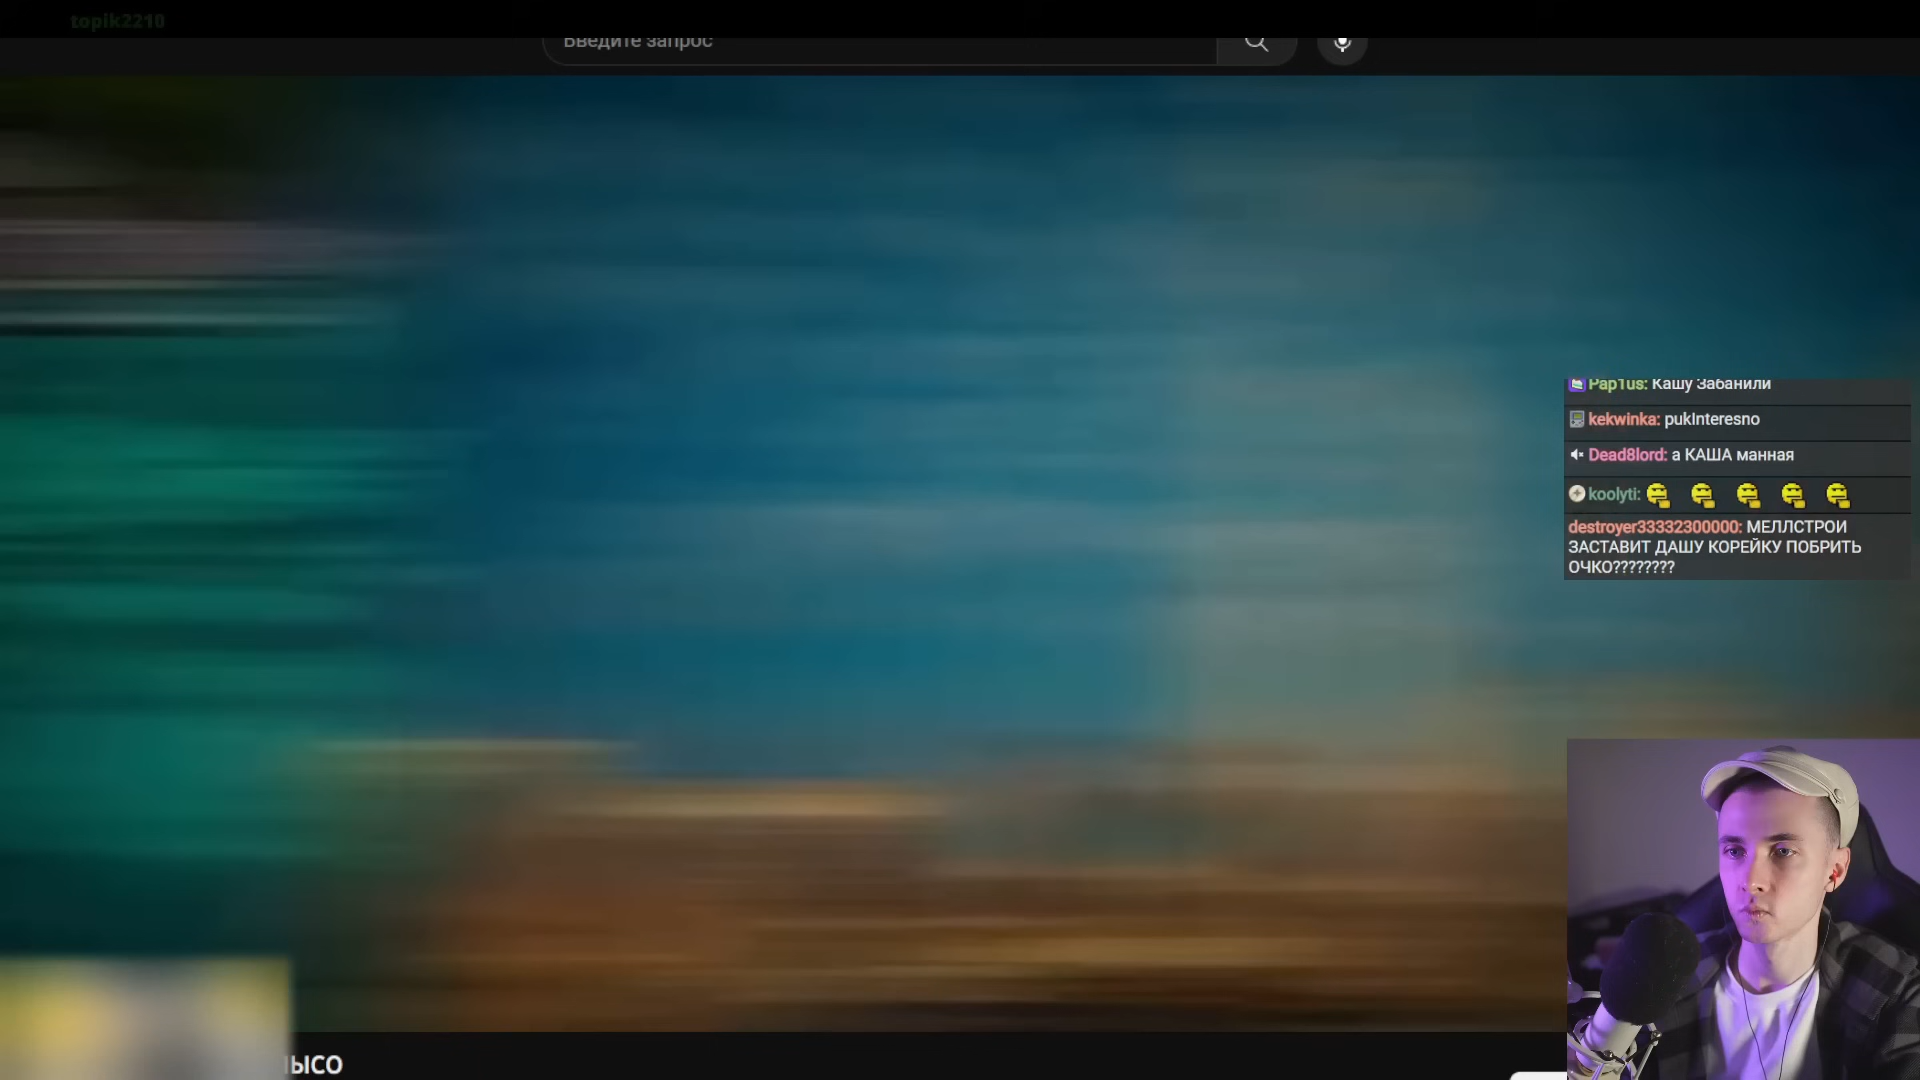 topik2210
Введите запрос
Pap1us: Кашу Забанили
kekwinka: pukInteresno
Dead8lord: а КАША манная
koolyti:
destroyer33332300000: МЕЛЛСТРОИ
ЗАСТАВИТ ДАШУ КОРЕЙКУ ПОБРИТЬ
ОЧКО????????
ЫСО